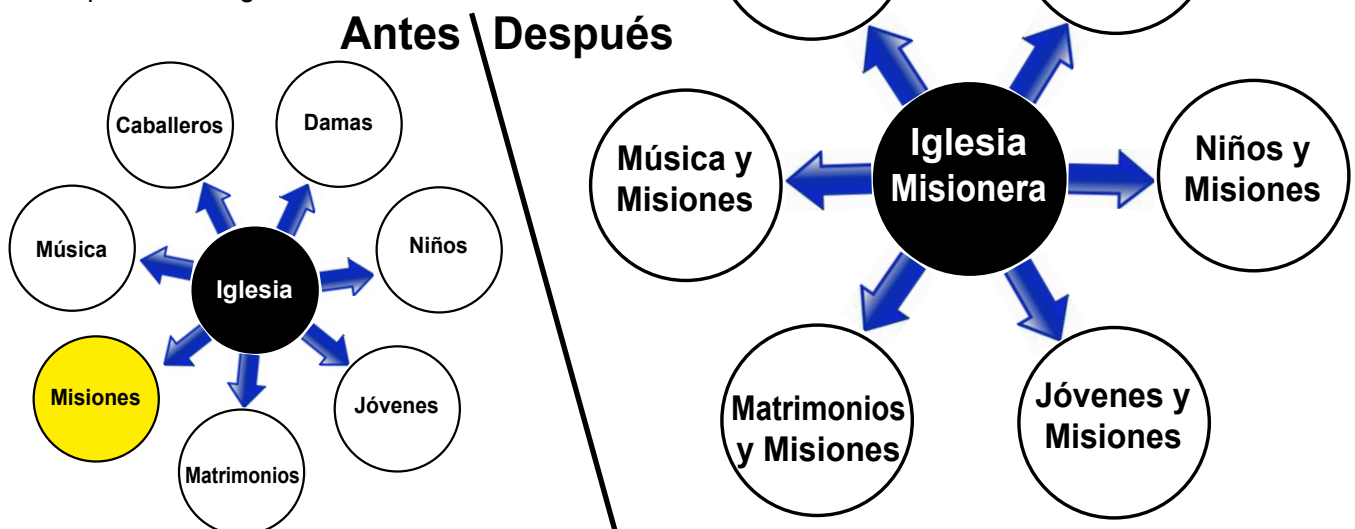 Antes
Después
Caballeros
Damas
Música
Niños
Iglesia
Misiones
Jóvenes
Matrimonios
Iglesia
Misionera
Música y
Misiones
Niños y
Misiones
Matrimonios
y Misiones
Jóvenes y
Misiones